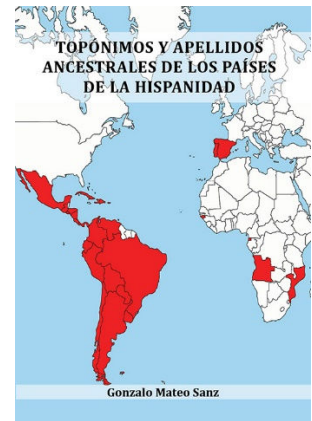 TOPÓNIMOS Y APELLIDOS
ANCESTRALES DE LOS PAÍSES
DE LA HISPANIDAD
Gonzalo Mateo Sanz